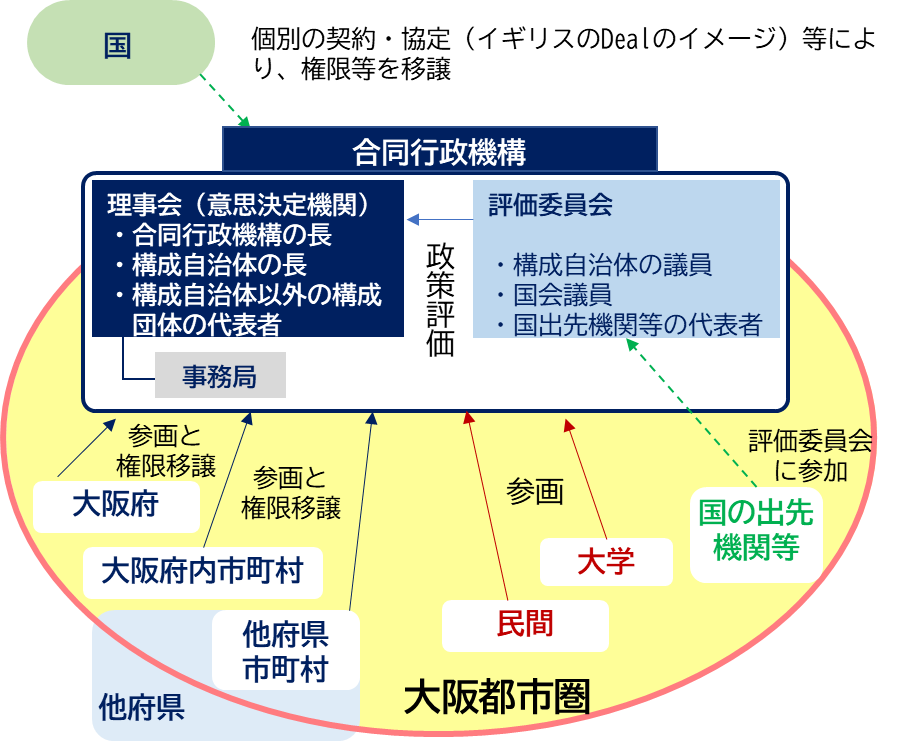 国
個別の契約・協定（イギリスのDealのイメージ）等によ
り、権限等を移譲
合同行政機構
理事会（意思決定機関）
・合同行政機構の長
・構成自治体の長
・構成自治体以外の構成
団体の代表者
事務局
政策評価
評価委員会
・構成自治体の議員
・国会議員
・国出先機関等の代表者
参画と
権限移譲
大阪府
参画と
権限移譲
大阪府内市町村
他府県
市町村
他府県
参画
大学
民間
評価委員会
に参加
国の出先
機関等
大阪都市圏